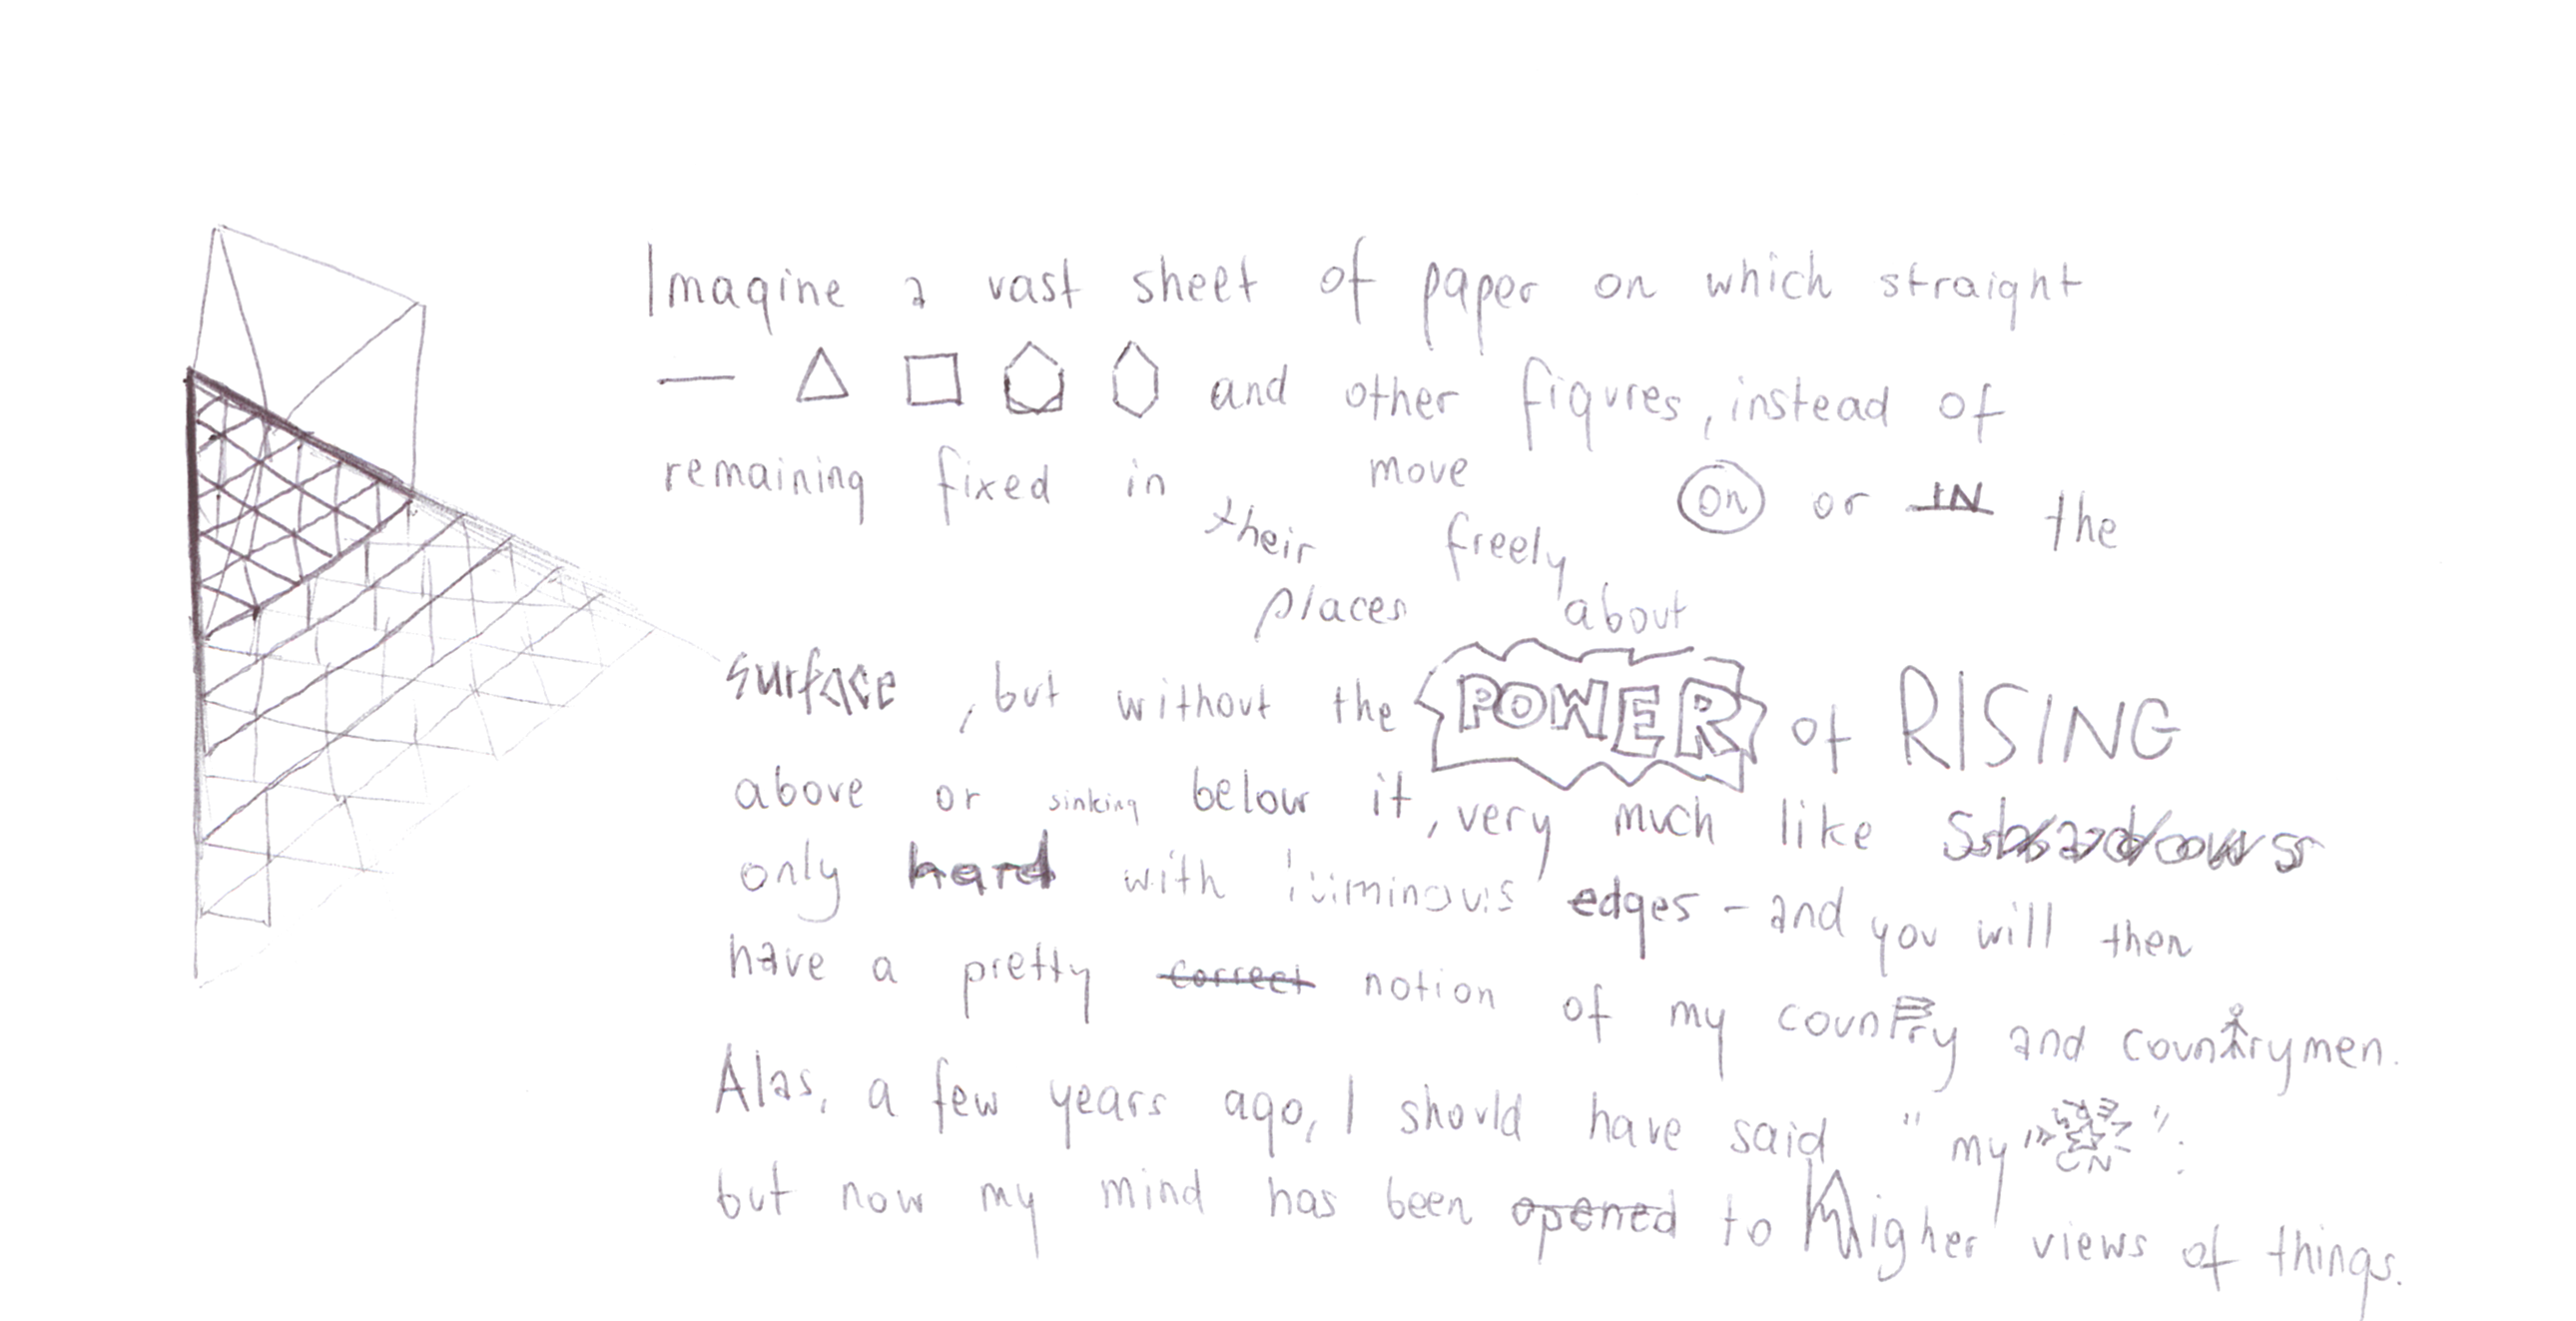 Imagine a vast sheet of paper on which straight
— △ □ ⬠ ⬡ and other figures, instead of
remaining fixed in their places move freely about on or IN the
surface, but without the POWER of RISING
above or sinking below it, very much like shadows
only hard with luminous edges – and you will then
have a pretty correct notion of my country and countrymen.
Alas, a few years ago, I should have said "my ":
but now my mind has been opened to higher views of things.